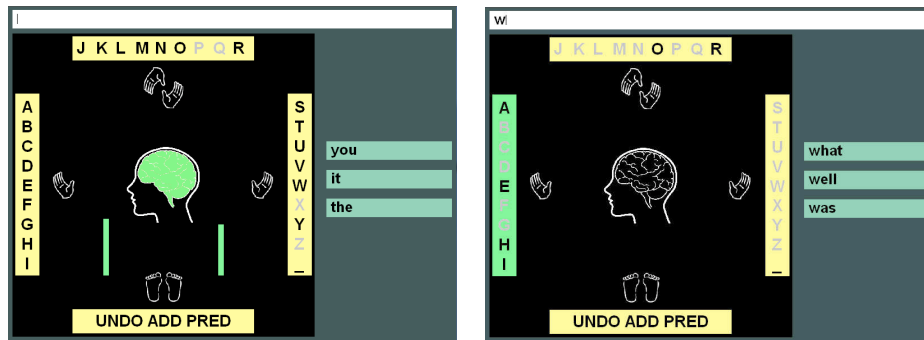 J K L M N O P Q R
A
B
C
D
E
F
G
H
I
S
T
U
V
W
X
Y
Z
_
you
it
the
UNDO ADD PRED
w
J K L M N O P Q R
A
B
C
D
E
F
G
H
I
S
T
U
V
W
X
Y
Z
_
what
well
was
UNDO ADD PRED